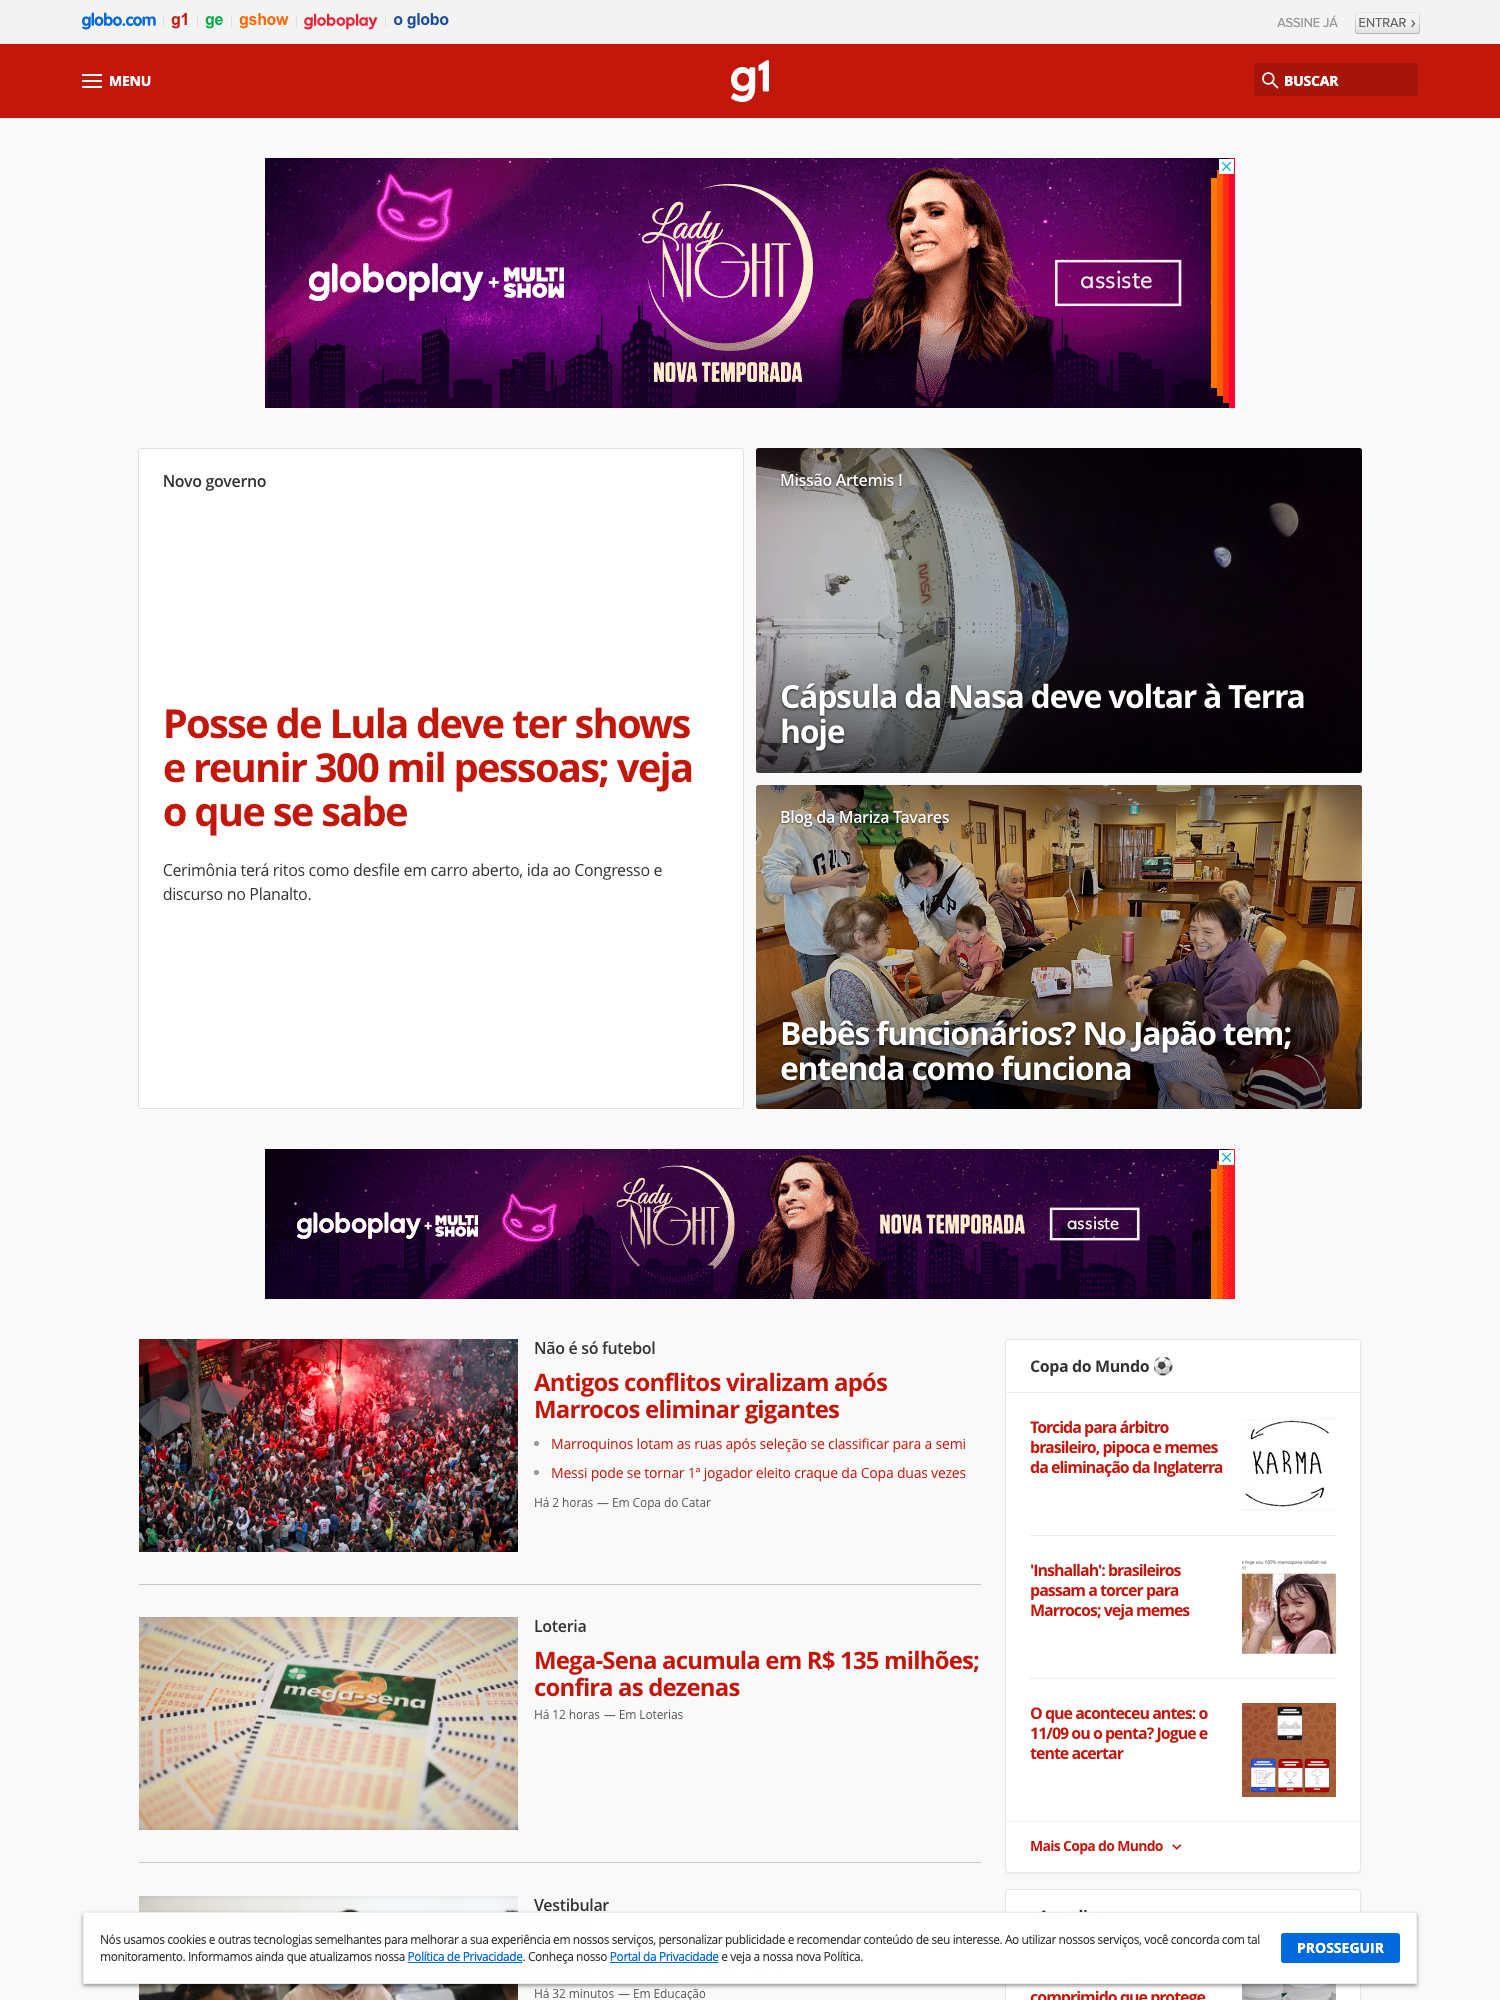 globo.com g1 ge gshow globoplay o globo ASSINE JÁ ENTRAR ›
MENU g1 BUSCAR
globoplay + MULTI SHOW
Lady NIGHT
NOVA TEMPORADA
assiste
Novo governo
Posse de Lula deve ter shows
e reunir 300 mil pessoas; veja
o que se sabe
Cerimônia terá ritos como desfile em carro aberto, ida ao Congresso e
discurso no Planalto.
Missão Artemis I
NASA
Cápsula da Nasa deve voltar à Terra
hoje
Blog da Mariza Tavares
Bebês funcionários? No Japão tem;
entenda como funciona
globoplay + MULTI SHOW
Lady NIGHT
NOVA TEMPORADA
assiste
Não é só futebol
Antigos conflitos viralizam após
Marrocos eliminar gigantes
Marroquinos lotam as ruas após seleção se classificar para a semi
Messi pode se tornar 1º jogador eleito craque da Copa duas vezes
Há 2 horas — Em Copa do Catar
mega-sena
Loteria
Mega-Sena acumula em R$ 135 milhões;
confira as dezenas
Há 12 horas — Em Loterias
Vestibular
Há 32 minutos — Em Educação
Copa do Mundo ⚽
Torcida para árbitro
brasileiro, pipoca e memes
da eliminação da Inglaterra
KARMA
'Inshallah': brasileiros
passam a torcer para
Marrocos; veja memes
hoje sou 100% marroquina
O que aconteceu antes: o
11/09 ou o penta? Jogue e
tente acertar
Mais Copa do Mundo
comprimido que protege
Nós usamos cookies e outras tecnologias semelhantes para melhorar a sua experiência em nossos serviços, personalizar publicidade e recomendar conteúdo de seu interesse. Ao utilizar nossos serviços, você concorda com tal
monitoramento. Informamos ainda que atualizamos nossa Política de Privacidade. Conheça nosso Portal da Privacidade e veja a nossa nova Política.
PROSSEGUIR